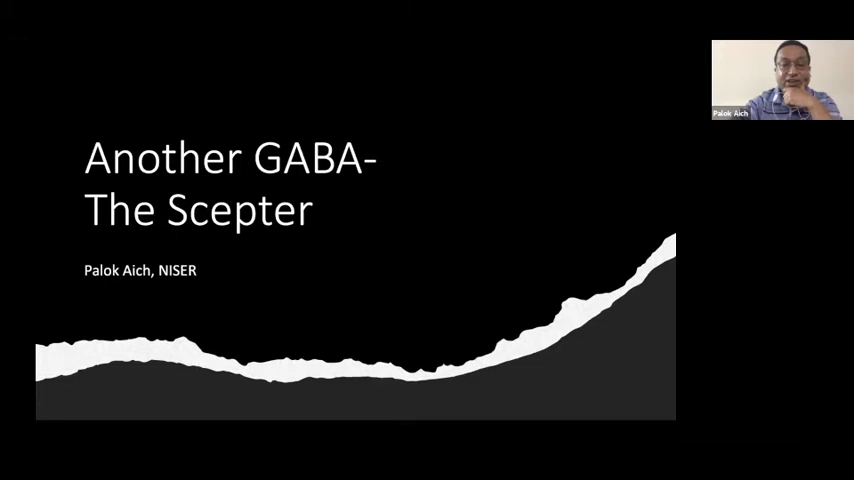 Another GABA-
The Scepter
Palok Aich, NISER
Palok Aich